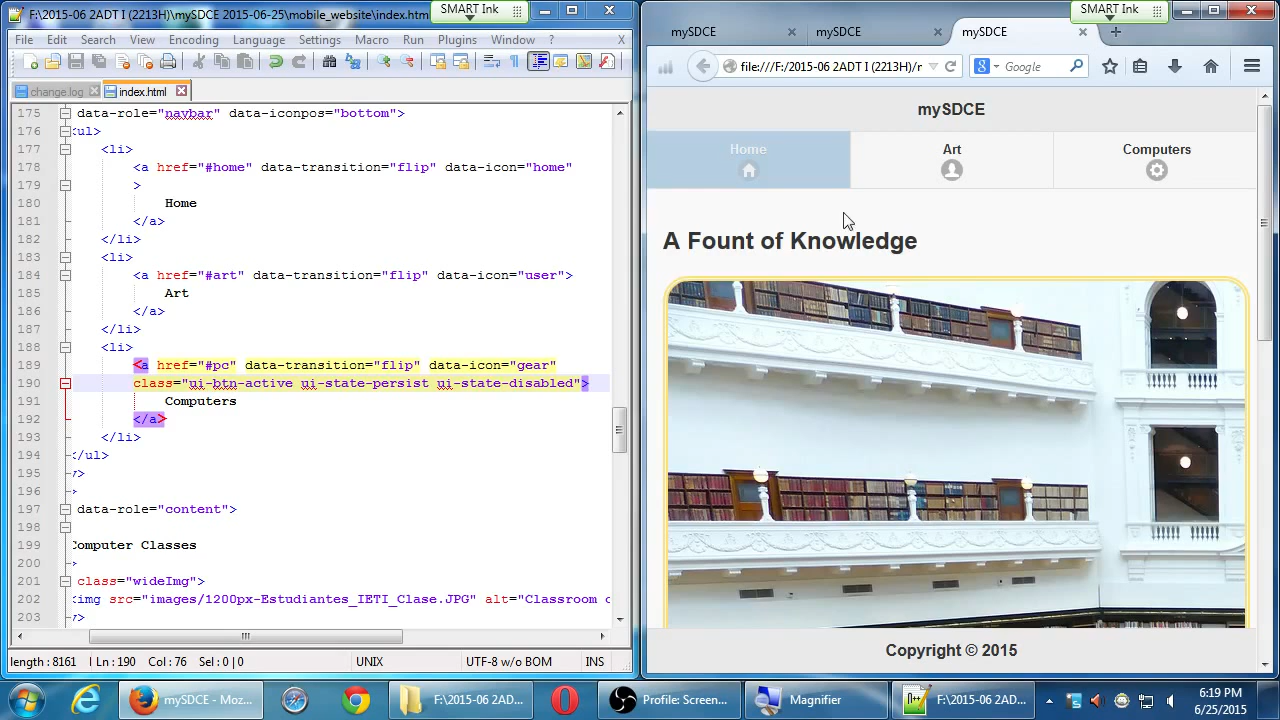 F:\2015-06 2ADT I (2213H)\mySDCE 2015-06-25\mobile_website\index.htm
SMART Ink
File Edit Search View Encoding Language Settings Macro Run Plugins Window ? X
change.log
index.html
175 data-role="navbar" data-iconpos="bottom">
176 <ul>
177 <li>
178 <a href="#home" data-transition="flip" data-icon="home"
179 >
180 Home
181 </a>
182 </li>
183 <li>
184 <a href="#art" data-transition="flip" data-icon="user">
185 Art
186 </a>
187 </li>
188 <li>
189 <a href="#pc" data-transition="flip" data-icon="gear"
190 class="ui-btn-active ui-state-persist ui-state-disabled">
191 Computers
192 </a>
193 </li>
194 </ul>
195 />
196 >
197 data-role="content">
198
199 Computer Classes
200 >
201 class="wideImg">
202 img src="images/1200px-Estudiantes_IETI_Clase.JPG" alt="Classroom c
203 />
length : 8161 Ln : 190 Col : 76 Sel : 0 | 0 UNIX UTF-8 w/o BOM INS
SMART Ink
mySDCE
mySDCE
mySDCE
file:///F:/2015-06 2ADT I (2213H)/r
Google
mySDCE
Home
Art
Computers
A Fount of Knowledge
Copyright © 2015
mySDCE - Moz...
F:\2015-06 2AD...
Profile: Screen...
Magnifier
F:\2015-06 2AD...
6:19 PM
6/25/2015